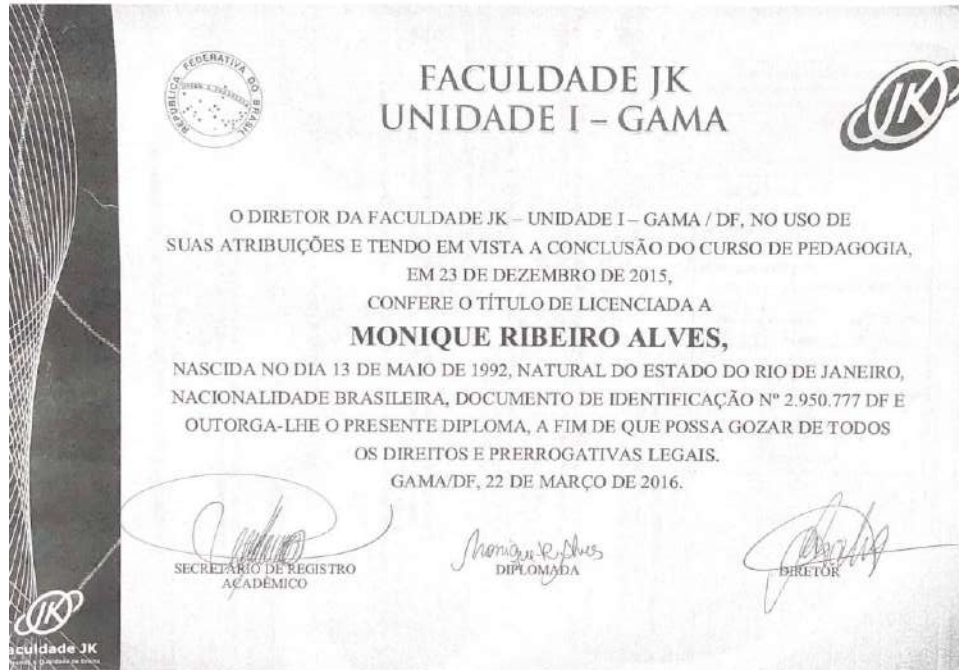 REPÚBLICA FEDERATIVA DO BRASIL
FACULDADE JK
UNIDADE I – GAMA
JK
O DIRETOR DA FACULDADE JK – UNIDADE I – GAMA / DF, NO USO DE
SUAS ATRIBUIÇÕES E TENDO EM VISTA A CONCLUSÃO DO CURSO DE PEDAGOGIA,
EM 23 DE DEZEMBRO DE 2015,
CONFERE O TÍTULO DE LICENCIADA A
MONIQUE RIBEIRO ALVES,
NASCIDA NO DIA 13 DE MAIO DE 1992, NATURAL DO ESTADO DO RIO DE JANEIRO,
NACIONALIDADE BRASILEIRA, DOCUMENTO DE IDENTIFICAÇÃO Nº 2.950.777 DF E
OUTORGA-LHE O PRESENTE DIPLOMA, A FIM DE QUE POSSA GOZAR DE TODOS
OS DIREITOS E PRERROGATIVAS LEGAIS.
GAMA/DF, 22 DE MARÇO DE 2016.
Monique R. Alves
SECRETÁRIO DE REGISTRO
ACADÊMICO
DIPLOMADA
DIRETOR
JK
aculdade JK